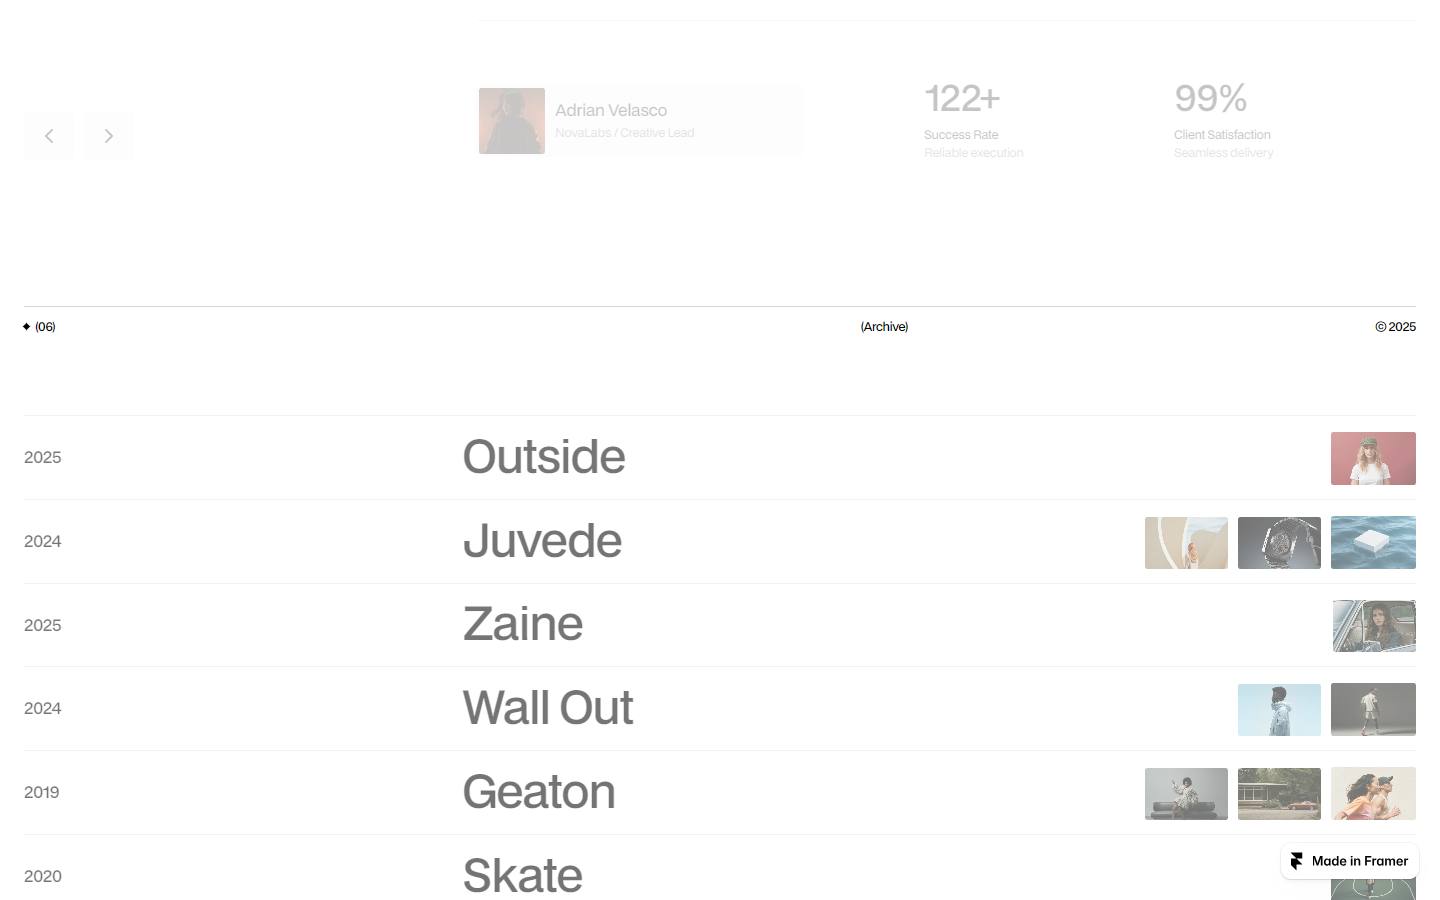 Adrian Velasco
NovaLabs / Creative Lead
122+
Success Rate
Reliable execution
99%
Client Satisfaction
Seamless delivery
(06)
(Archive)
© 2025
2025
Outside
2024
Juvede
2025
Zaine
2024
Wall Out
2019
Geaton
2020
Skate
Made in Framer